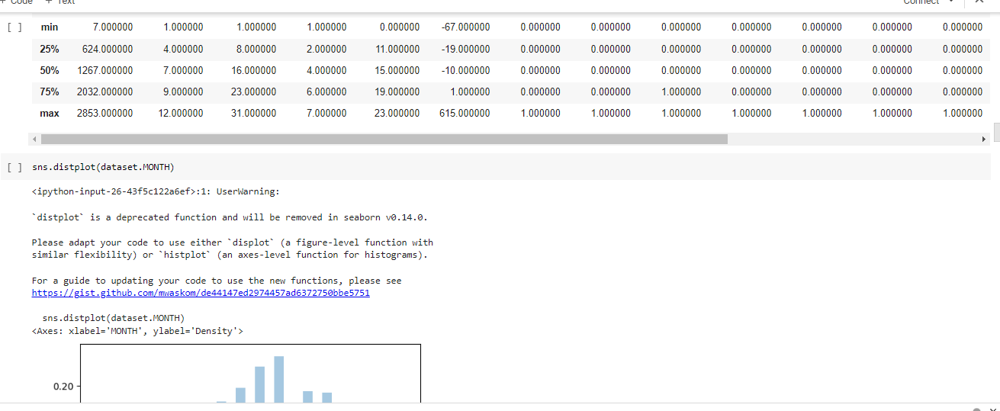 + Code + Text Connect
[ ] min 7.000000 1.000000 1.000000 1.000000 0.000000 -67.000000 0.000000 0.000000 0.000000 0.000000 0.000000 0.000000 0.000000
25% 624.000000 4.000000 8.000000 2.000000 11.000000 -19.000000 0.000000 0.000000 0.000000 0.000000 0.000000 0.000000 0.000000
50% 1267.000000 7.000000 16.000000 4.000000 15.000000 -10.000000 0.000000 0.000000 0.000000 0.000000 0.000000 0.000000 0.000000
75% 2032.000000 9.000000 23.000000 6.000000 19.000000 1.000000 0.000000 0.000000 1.000000 0.000000 0.000000 0.000000 0.000000
max 2853.000000 12.000000 31.000000 7.000000 23.000000 615.000000 1.000000 1.000000 1.000000 1.000000 1.000000 1.000000 1.000000
[ ] sns.distplot(dataset.MONTH)
<ipython-input-26-43f5c122a6ef>:1: UserWarning:
`distplot` is a deprecated function and will be removed in seaborn v0.14.0.
Please adapt your code to use either `displot` (a figure-level function with
similar flexibility) or `histplot` (an axes-level function for histograms).
For a guide to updating your code to use the new functions, please see
https://gist.github.com/mwaskom/de44147ed2974457ad6372750bbe5751
sns.distplot(dataset.MONTH)
<Axes: xlabel='MONTH', ylabel='Density'>
0.20